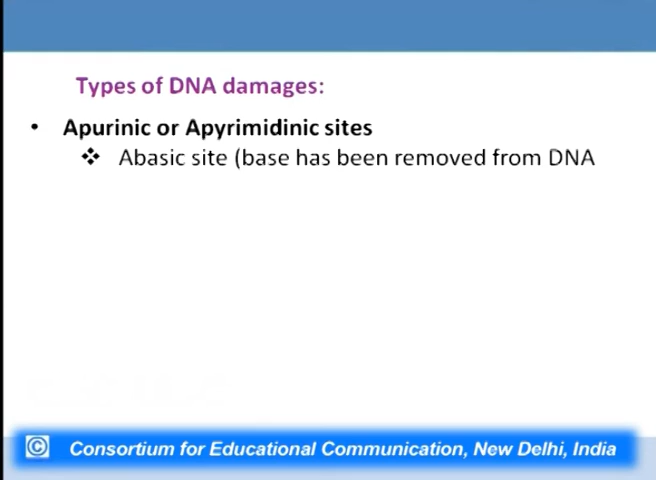 Types of DNA damages:
• Apurinic or Apyrimidinic sites
❖ Abasic site (base has been removed from DNA
© Consortium for Educational Communication, New Delhi, India